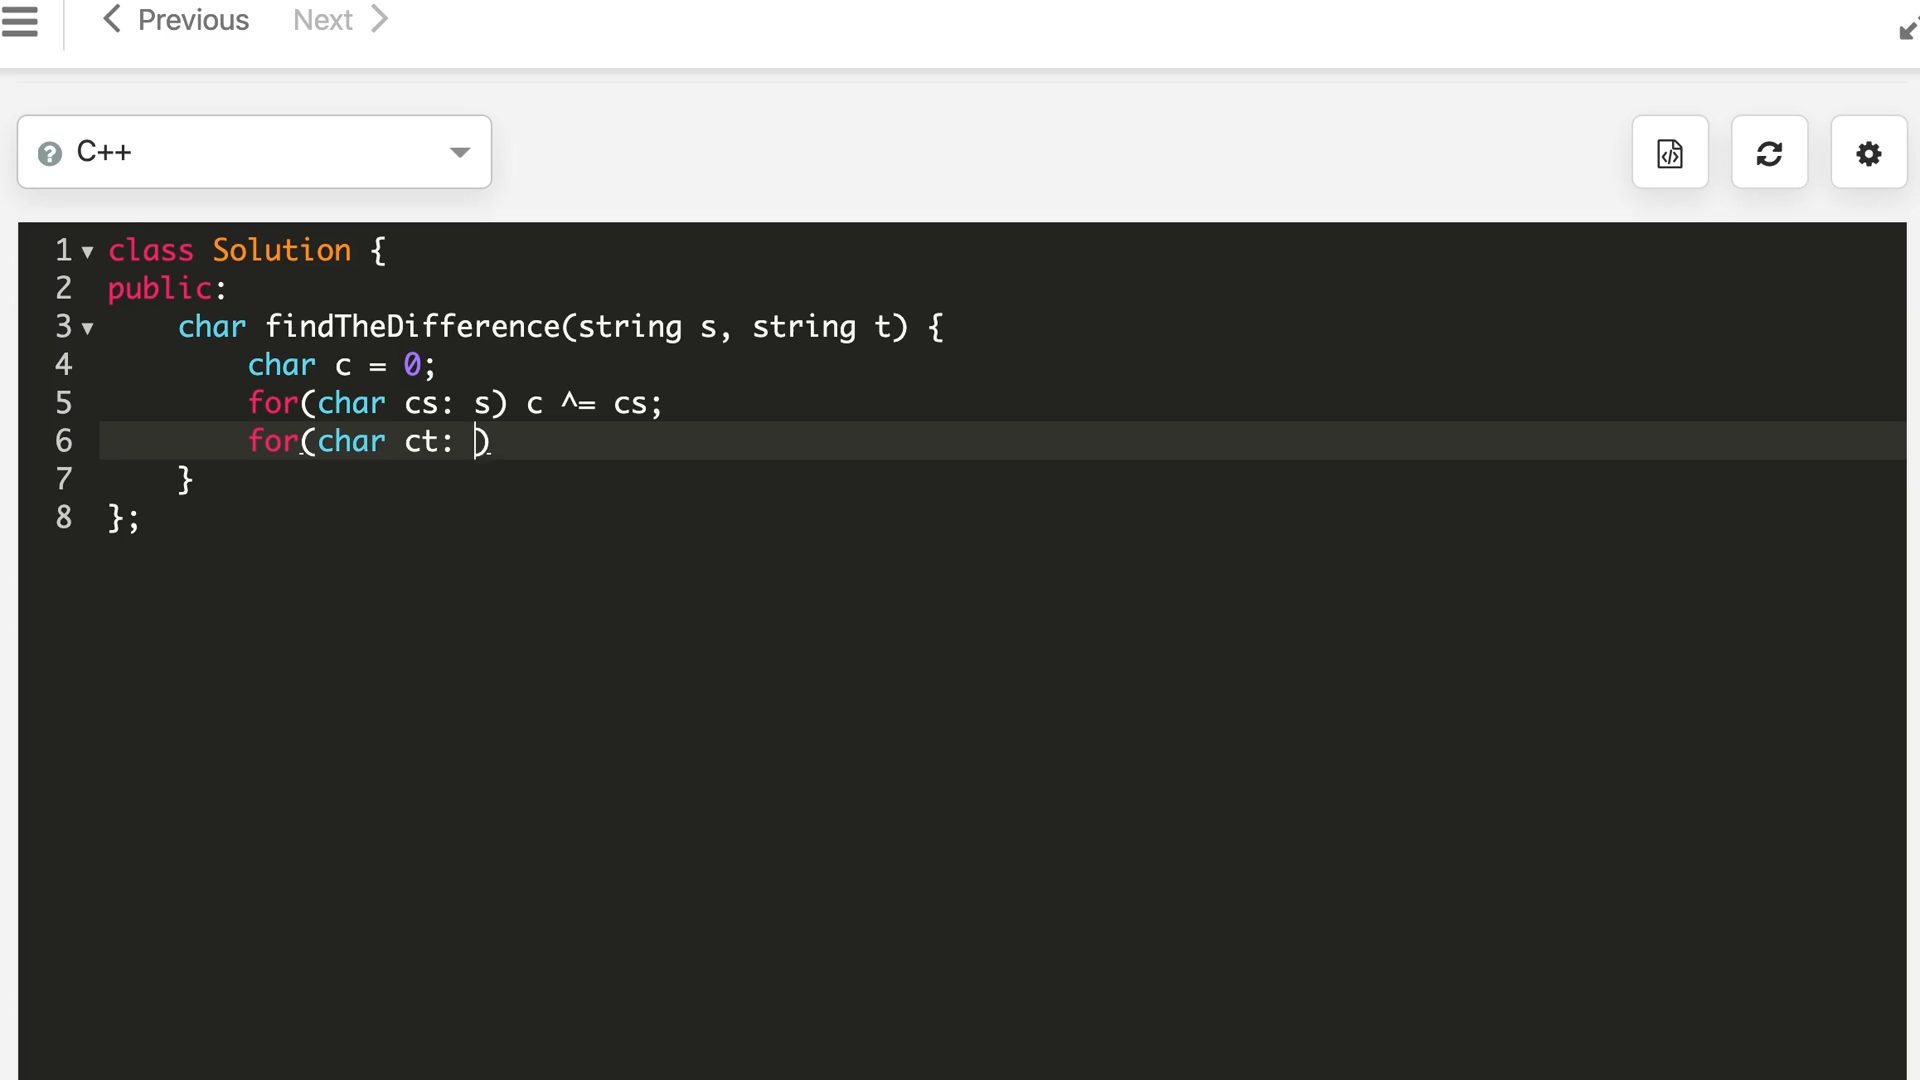 Previous Next
C++
1 class Solution {
2 public:
3 char findTheDifference(string s, string t) {
4 char c = 0;
5 for(char cs: s) c ^= cs;
6 for(char ct: )
7 }
8 };